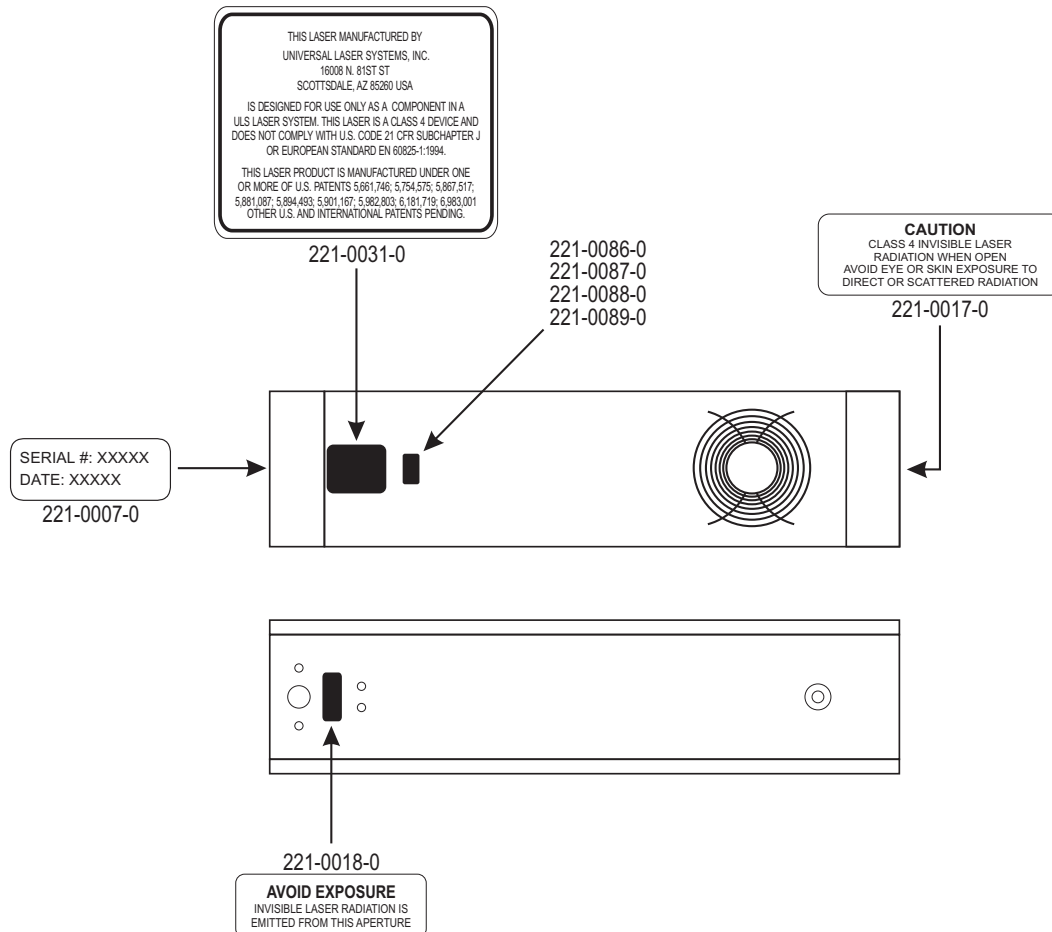 THIS LASER MANUFACTURED BY
UNIVERSAL LASER SYSTEMS, INC.
16008 N. 81ST ST
SCOTTSDALE, AZ 85260 USA
IS DESIGNED FOR USE ONLY AS A COMPONENT IN A
ULS LASER SYSTEM. THIS LASER IS A CLASS 4 DEVICE AND
DOES NOT COMPLY WITH U.S. CODE 21 CFR SUBCHAPTER J
OR EUROPEAN STANDARD EN 60825-1:1994.
THIS LASER PRODUCT IS MANUFACTURED UNDER ONE
OR MORE OF U.S. PATENTS 5,661,746; 5,754,575; 5,867,517;
5,881,087; 5,894,493; 5,901,167; 5,982,803; 6,181,719; 6,983,001
OTHER U.S. AND INTERNATIONAL PATENTS PENDING.
221-0031-0
221-0086-0
221-0087-0
221-0088-0
221-0089-0
CAUTION
CLASS 4 INVISIBLE LASER
RADIATION WHEN OPEN
AVOID EYE OR SKIN EXPOSURE TO
DIRECT OR SCATTERED RADIATION
221-0017-0
SERIAL #: XXXXX
DATE: XXXXX
221-0007-0
221-0018-0
AVOID EXPOSURE
INVISIBLE LASER RADIATION IS
EMITTED FROM THIS APERTURE